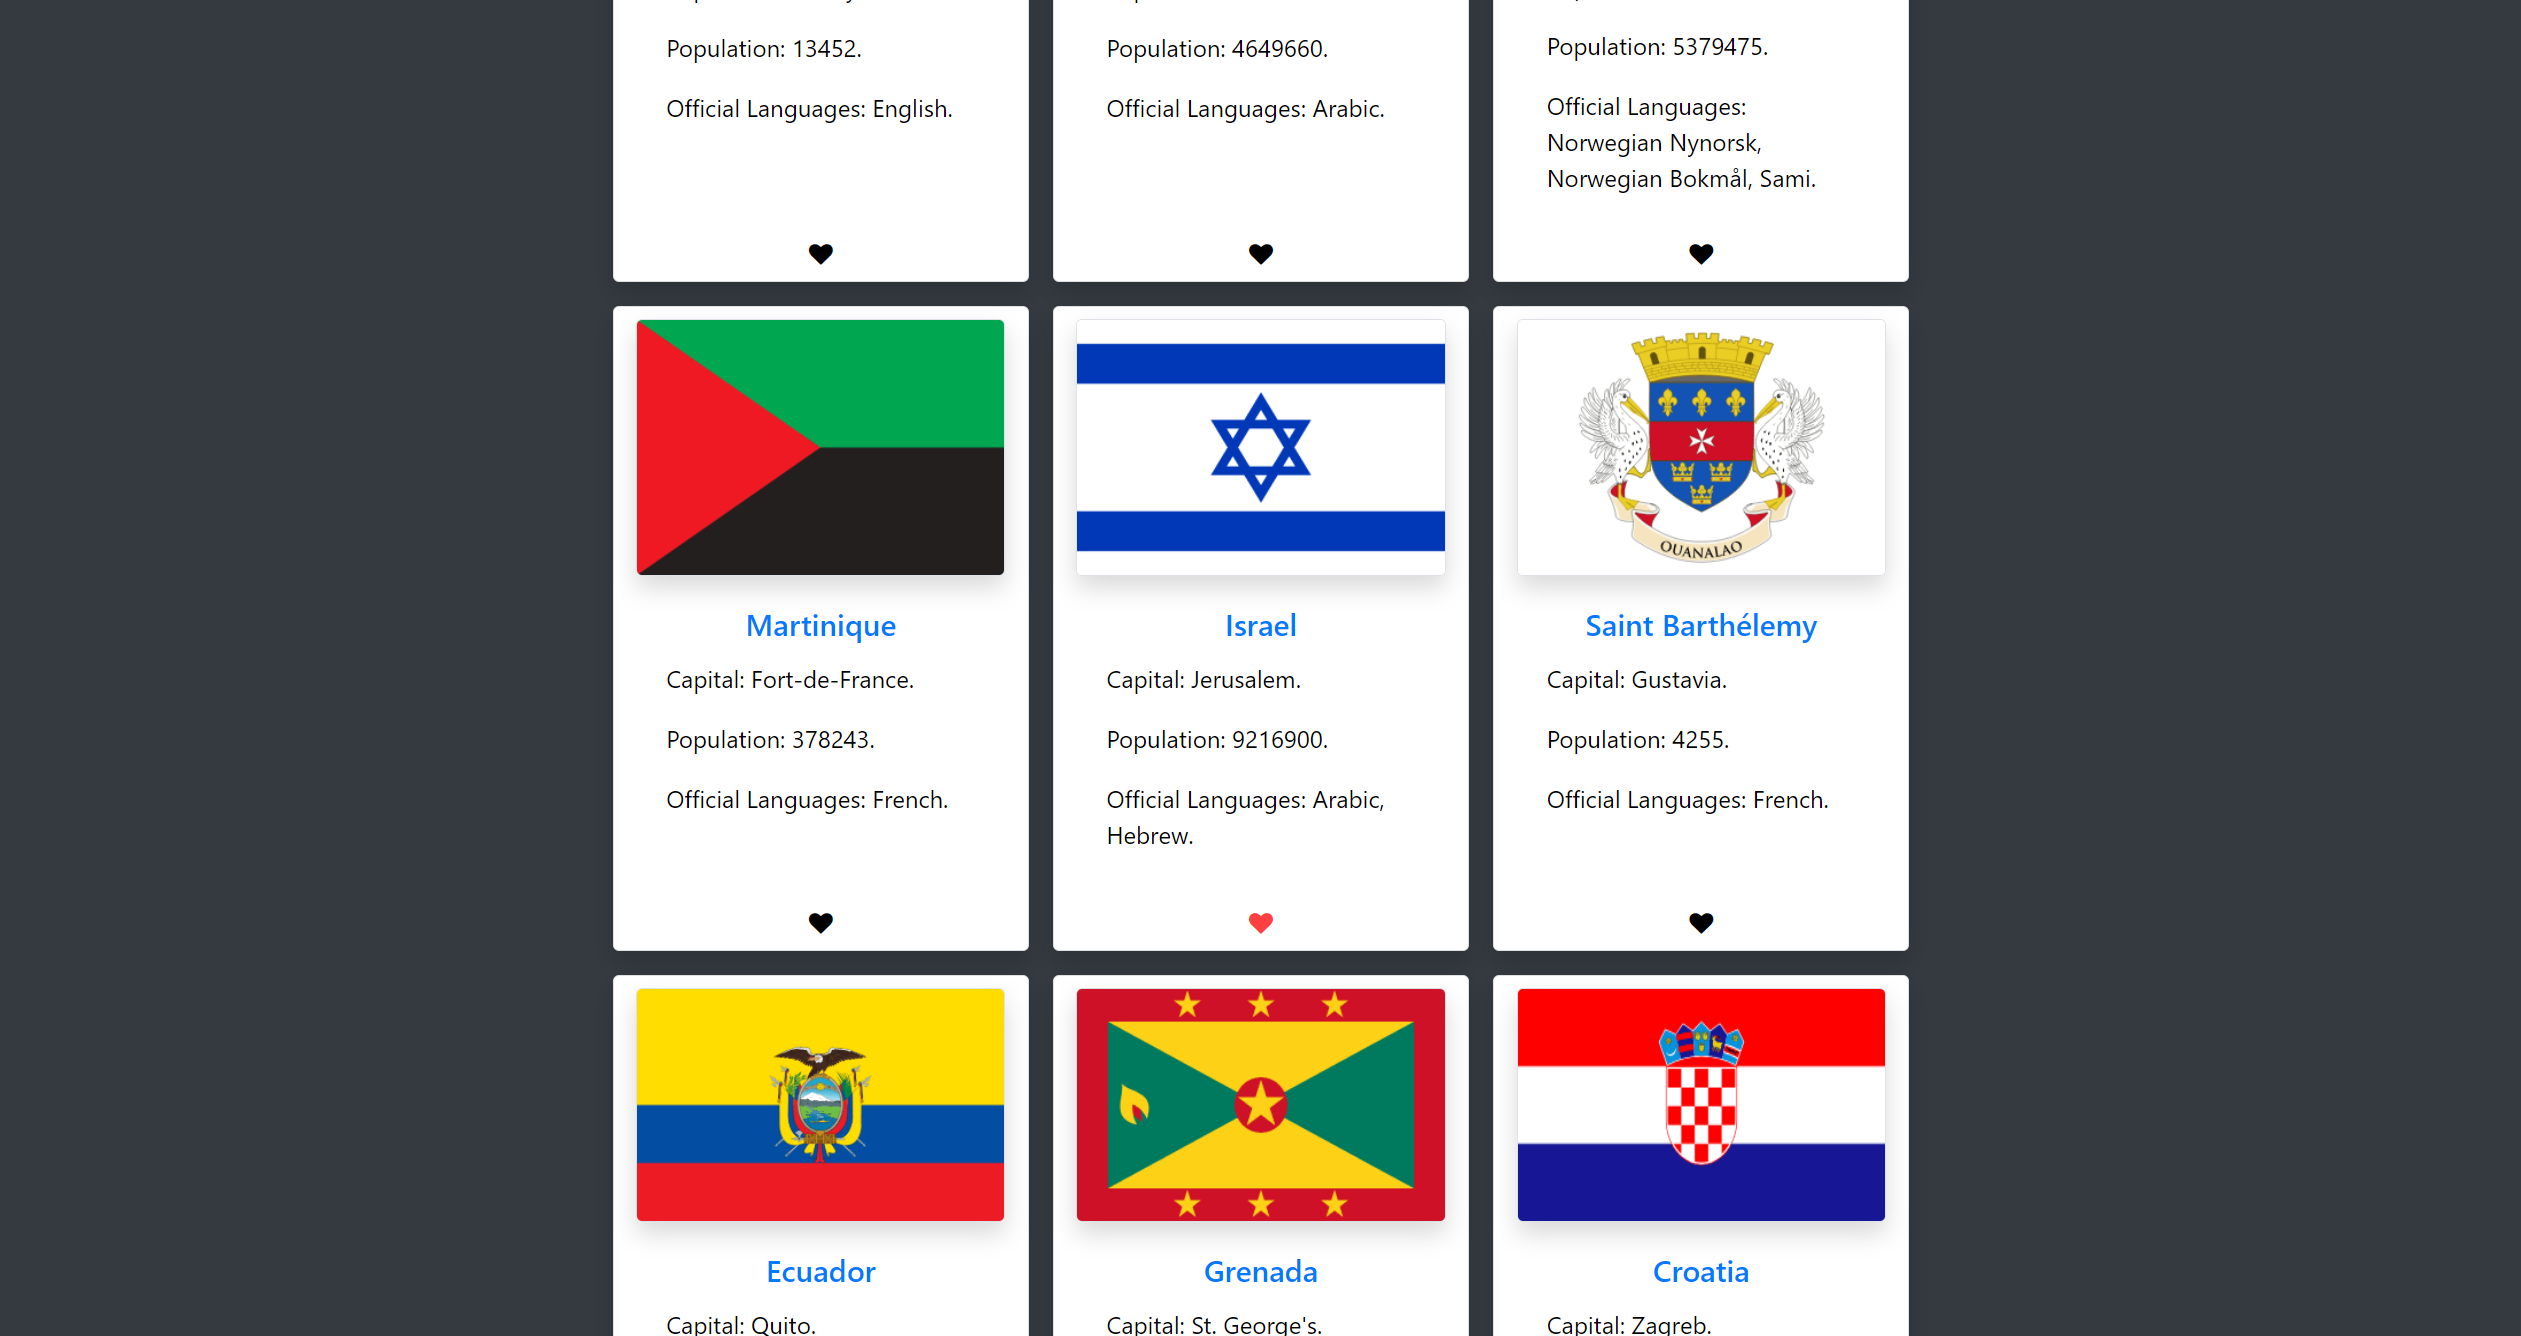 Population: 13452.
Official Languages: English.
Population: 4649660.
Official Languages: Arabic.
Population: 5379475.
Official Languages:
Norwegian Nynorsk,
Norwegian Bokmål, Sami.
Martinique
Capital: Fort-de-France.
Population: 378243.
Official Languages: French.
Israel
Capital: Jerusalem.
Population: 9216900.
Official Languages: Arabic,
Hebrew.
OUANALAO
Saint Barthélemy
Capital: Gustavia.
Population: 4255.
Official Languages: French.
Ecuador
Capital: Quito.
Grenada
Capital: St. George's.
Croatia
Capital: Zagreb.